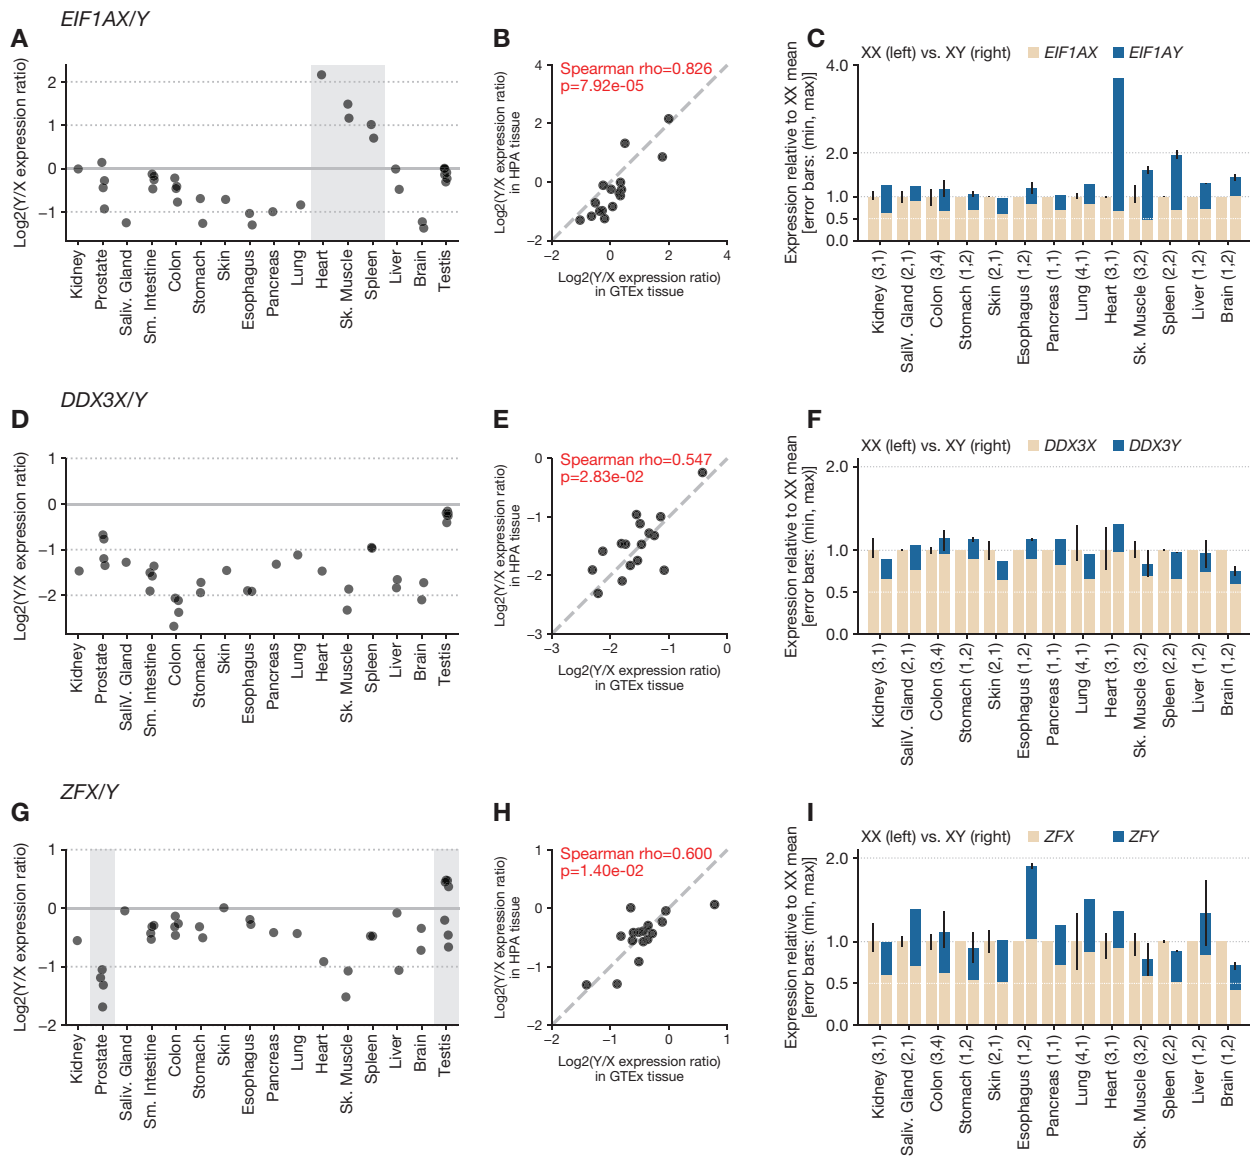 EIF1AX/Y
A
Log2(Y/X expression ratio)
2
1
0
−1
Kidney
Prostate
Saliv. Gland
Sm. Intestine
Colon
Stomach
Skin
Esophagus
Pancreas
Lung
Heart
Sk. Muscle
Spleen
Liver
Brain
Testis
B
Spearman rho=0.826
p=7.92e-05
Log2(Y/X expression ratio)
in HPA tissue
4
2
0
−2
−2
0
2
4
Log2(Y/X expression ratio)
in GTEx tissue
C
XX (left) vs. XY (right) EIF1AX EIF1AY
Expression relative to XX mean
[error bars: (min, max)]
4.0
2.0
1.0
0.5
0.0
Kidney (3,1)
SaliV. Gland (2,1)
Colon (3,4)
Stomach (1,2)
Skin (2,1)
Esophagus (1,2)
Pancreas (1,1)
Lung (4,1)
Heart (3,1)
Sk. Muscle (3,2)
Spleen (2,2)
Liver (1,2)
Brain (1,2)
DDX3X/Y
D
Log2(Y/X expression ratio)
1
0
−1
−2
Kidney
Prostate
SaliV. Gland
Sm. Intestine
Colon
Stomach
Skin
Esophagus
Pancreas
Lung
Heart
Sk. Muscle
Spleen
Liver
Brain
Testis
E
Spearman rho=0.547
p=2.83e-02
Log2(Y/X expression ratio)
in HPA tissue
0
−1
−2
−3
−3
−2
−1
0
Log2(Y/X expression ratio)
in GTEx tissue
F
XX (left) vs. XY (right) DDX3X DDX3Y
Expression relative to XX mean
[error bars: (min, max)]
2.0
1.0
0.5
0.0
Kidney (3,1)
SaliV. Gland (2,1)
Colon (3,4)
Stomach (1,2)
Skin (2,1)
Esophagus (1,2)
Pancreas (1,1)
Lung (4,1)
Heart (3,1)
Sk. Muscle (3,2)
Spleen (2,2)
Liver (1,2)
Brain (1,2)
ZFX/Y
G
Log2(Y/X expression ratio)
1
0
−1
−2
Kidney
Prostate
Saliv. Gland
Sm. Intestine
Colon
Stomach
Skin
Esophagus
Pancreas
Lung
Heart
Sk. Muscle
Spleen
Liver
Brain
Testis
H
Spearman rho=0.600
p=1.40e-02
Log2(Y/X expression ratio)
in HPA tissue
1
0
−1
−2
−2
−1
0
1
Log2(Y/X expression ratio)
in GTEx tissue
I
XX (left) vs. XY (right) ZFX ZFY
Expression relative to XX mean
[error bars: (min, max)]
2.0
1.0
0.5
0.0
Kidney (3,1)
Saliv. Gland (2,1)
Colon (3,4)
Stomach (1,2)
Skin (2,1)
Esophagus (1,2)
Pancreas (1,1)
Lung (4,1)
Heart (3,1)
Sk. Muscle (3,2)
Spleen (2,2)
Liver (1,2)
Brain (1,2)